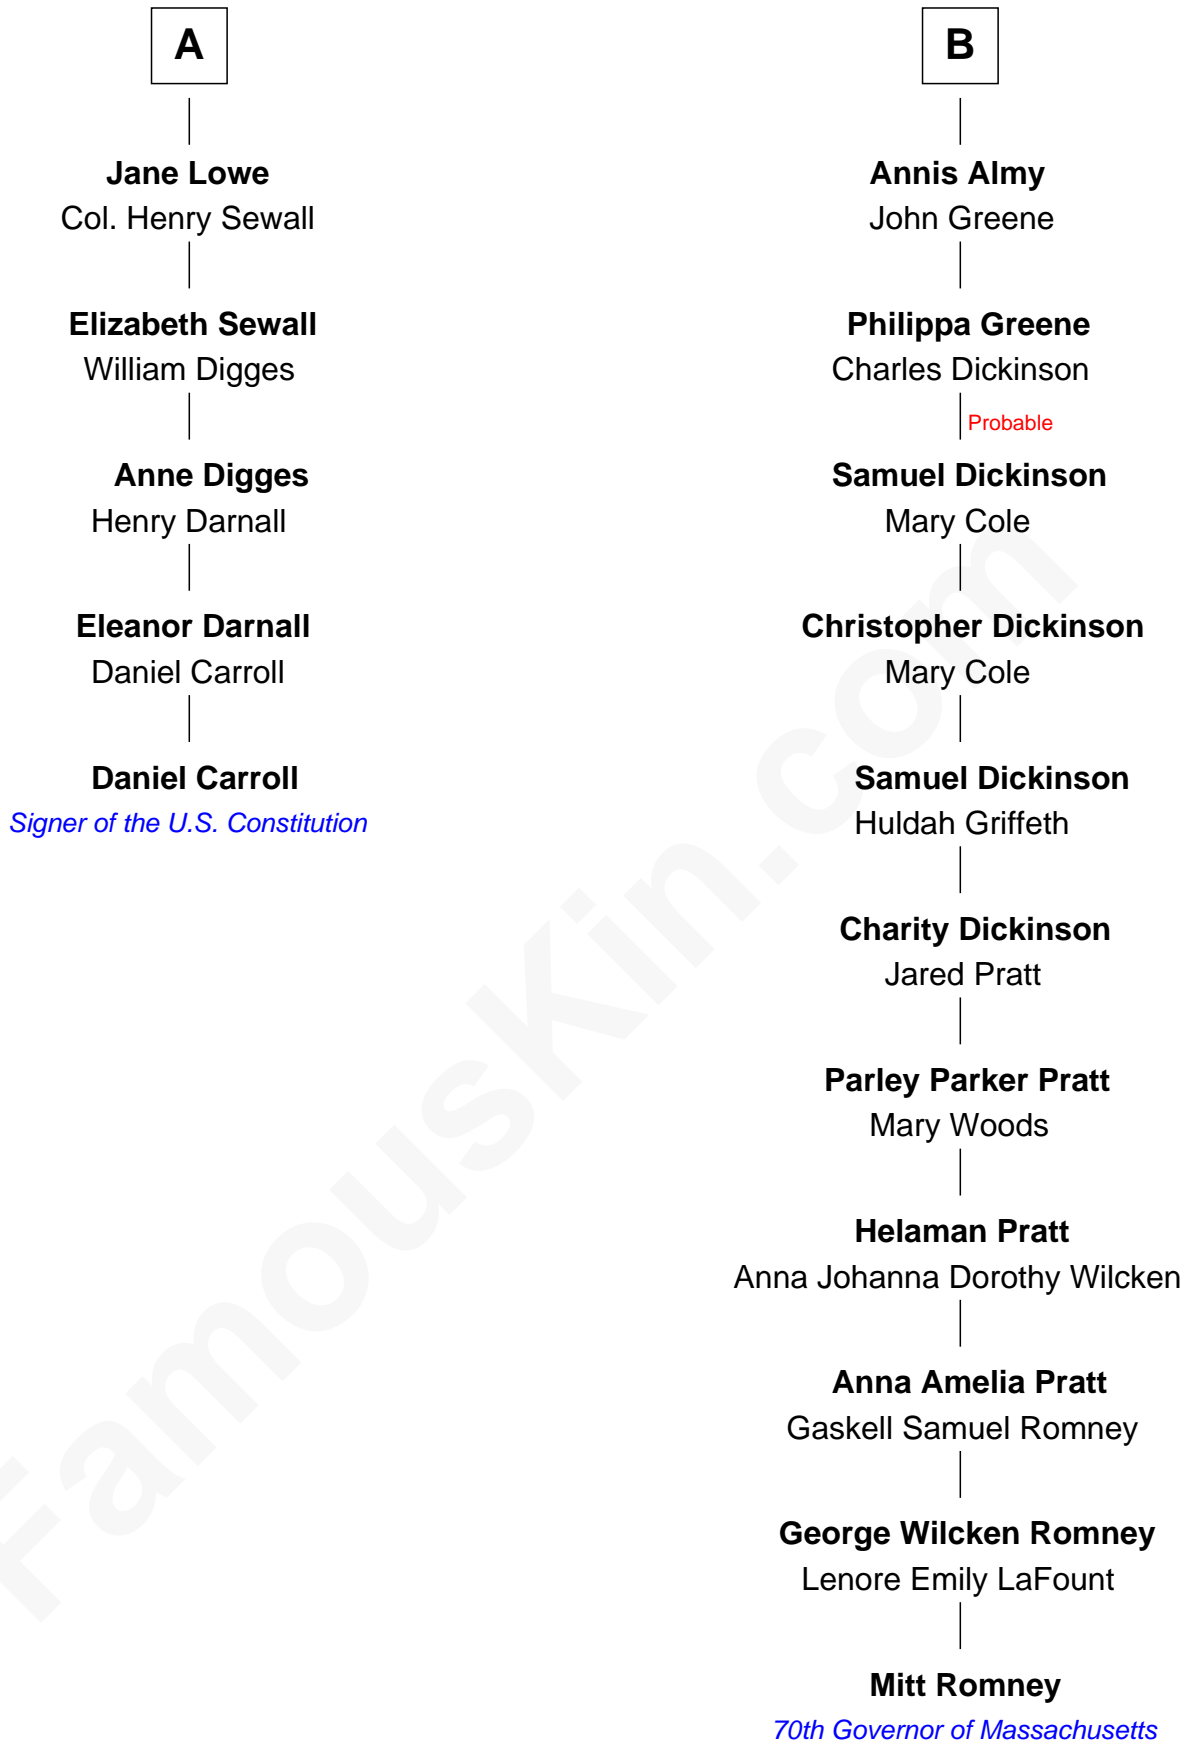 A
Jane Lowe
Col. Henry Sewall
Elizabeth Sewall
William Digges
Anne Digges
Henry Darnall
Eleanor Darnall
Daniel Carroll
Daniel Carroll
Signer of the U.S. Constitution
B
Annis Almy
John Greene
Philippa Greene
Charles Dickinson
Probable
Samuel Dickinson
Mary Cole
Christopher Dickinson
Mary Cole
Samuel Dickinson
Huldah Griffeth
Charity Dickinson
Jared Pratt
Parley Parker Pratt
Mary Woods
Helaman Pratt
Anna Johanna Dorothy Wilcken
Anna Amelia Pratt
Gaskell Samuel Romney
George Wilcken Romney
Lenore Emily LaFount
Mitt Romney
70th Governor of Massachusetts
FamousKin.com